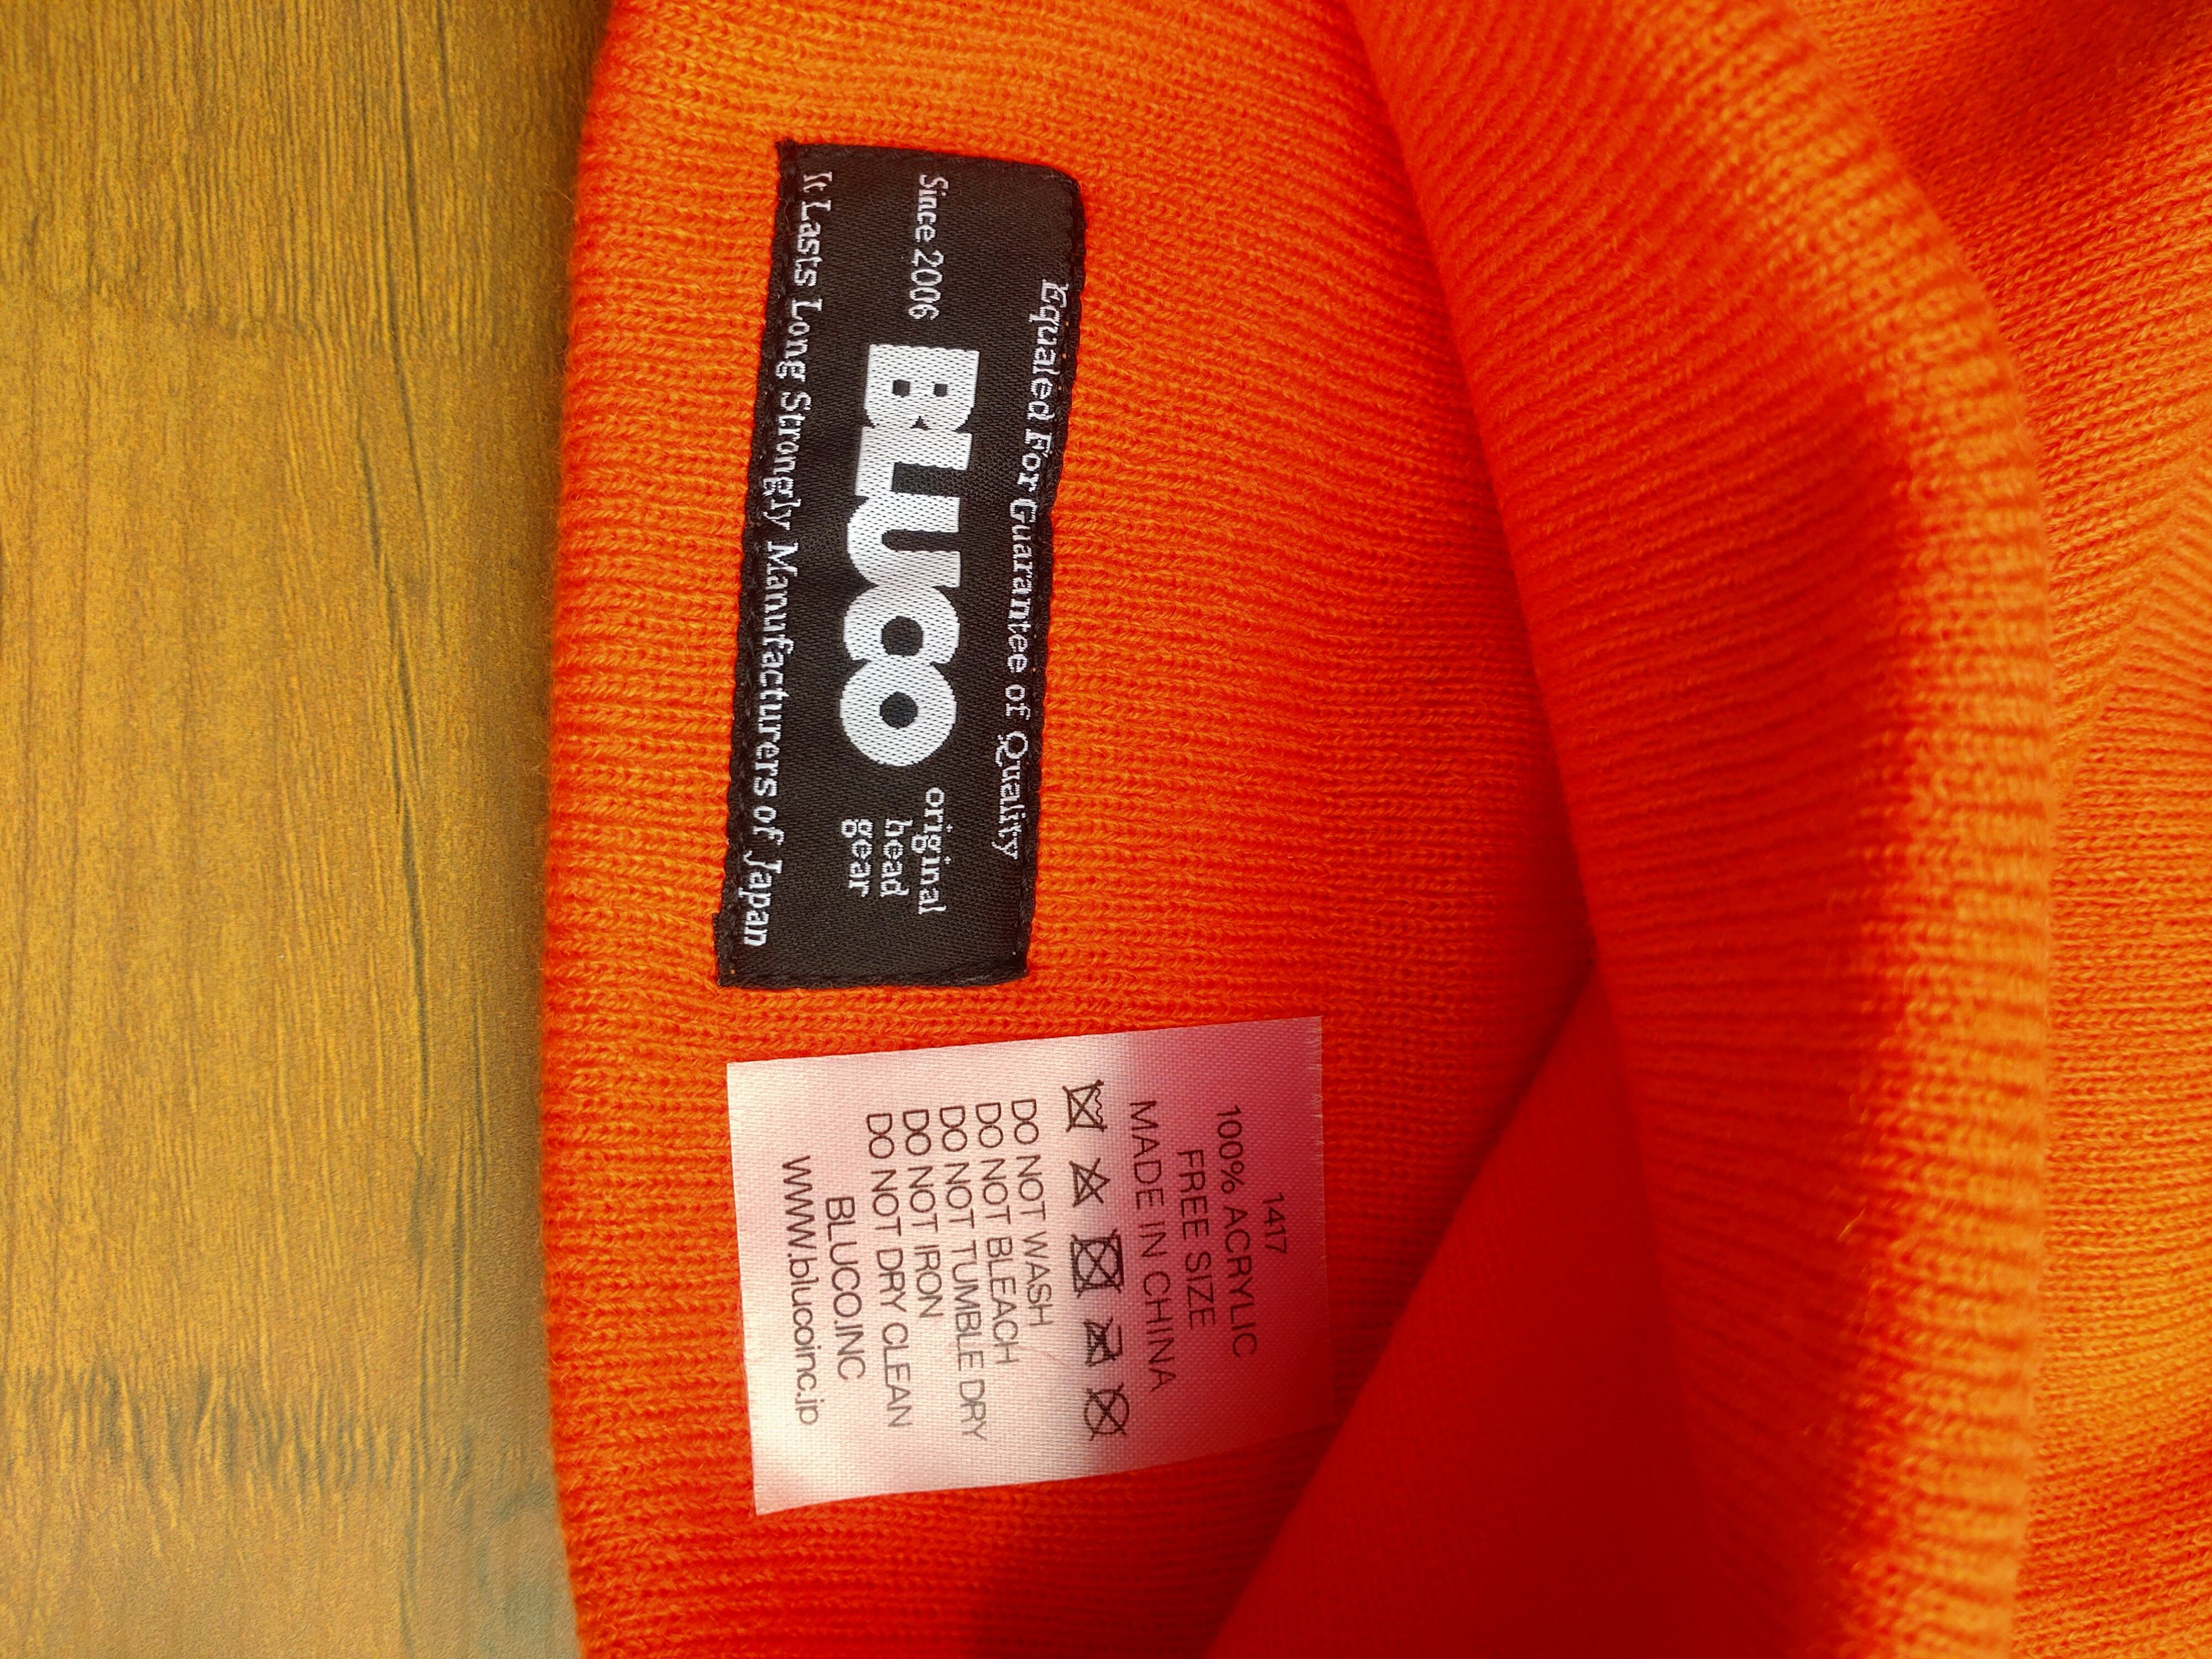 Equaled For Guarantee of Quality
Since 2006 BLUCO original
head
gear
It Lasts Long Strongly Manufacturers of Japan
1417
100% ACRYLIC
FREE SIZE
MADE IN CHINA
DO NOT WASH
DO NOT BLEACH
DO NOT TUMBLE DRY
DO NOT IRON
DO NOT DRY CLEAN
BLUCO.INC
WWW.blucoinc.jp